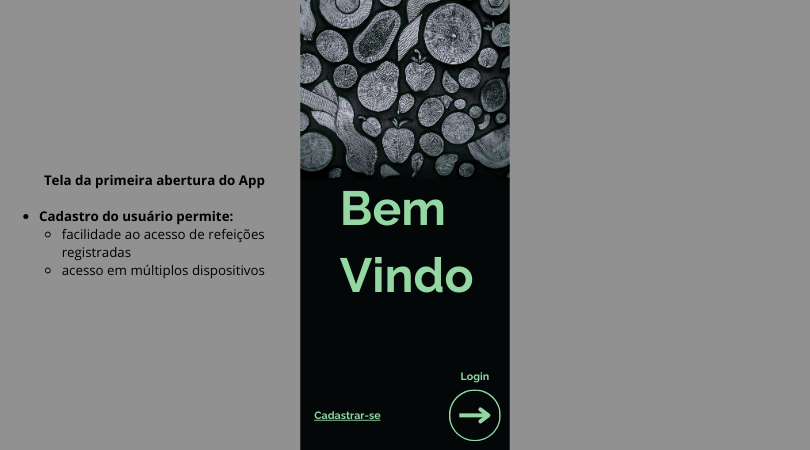 Tela da primeira abertura do App
Cadastro do usuário permite:
facilidade ao acesso de refeições
registradas
acesso em múltiplos dispositivos
Bem
Vindo
Login
Cadastrar-se